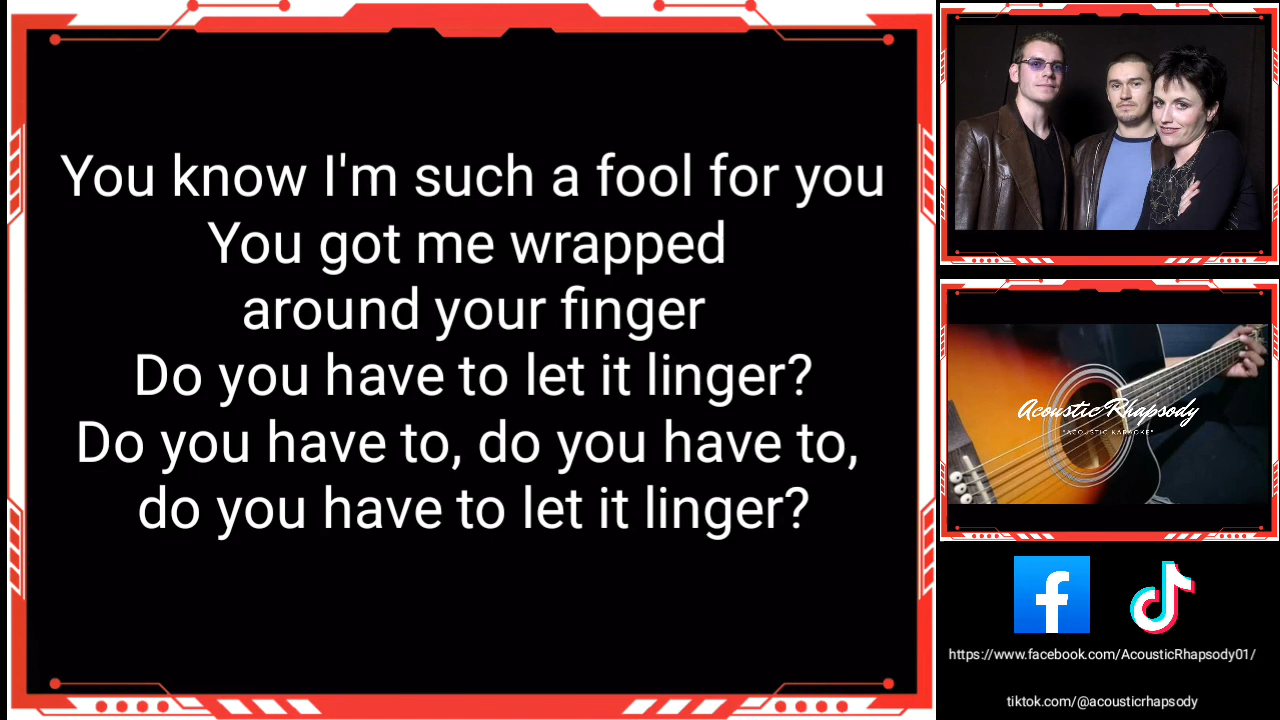 You know I'm such a fool for you
You got me wrapped
around your finger
Do you have to let it linger?
Do you have to, do you have to,
do you have to let it linger?
Acoustic Rhapsody
"ACOUSTIC KARAOKE"
https://www.facebook.com/AcousticRhapsody01/
tiktok.com/@acousticrhapsody